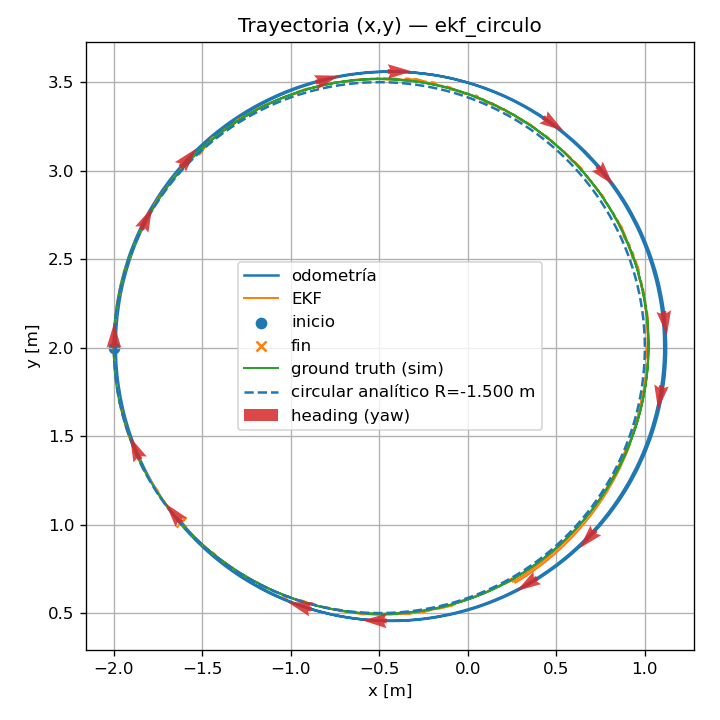 Trayectoria (x,y) — ekf_circulo
3.5
3.0
2.5
2.0
1.5
1.0
0.5
y [m]
odometría
EKF
inicio
fin
ground truth (sim)
circular analítico R=-1.500 m
heading (yaw)
−2.0 −1.5 −1.0 −0.5 0.0 0.5 1.0
x [m]